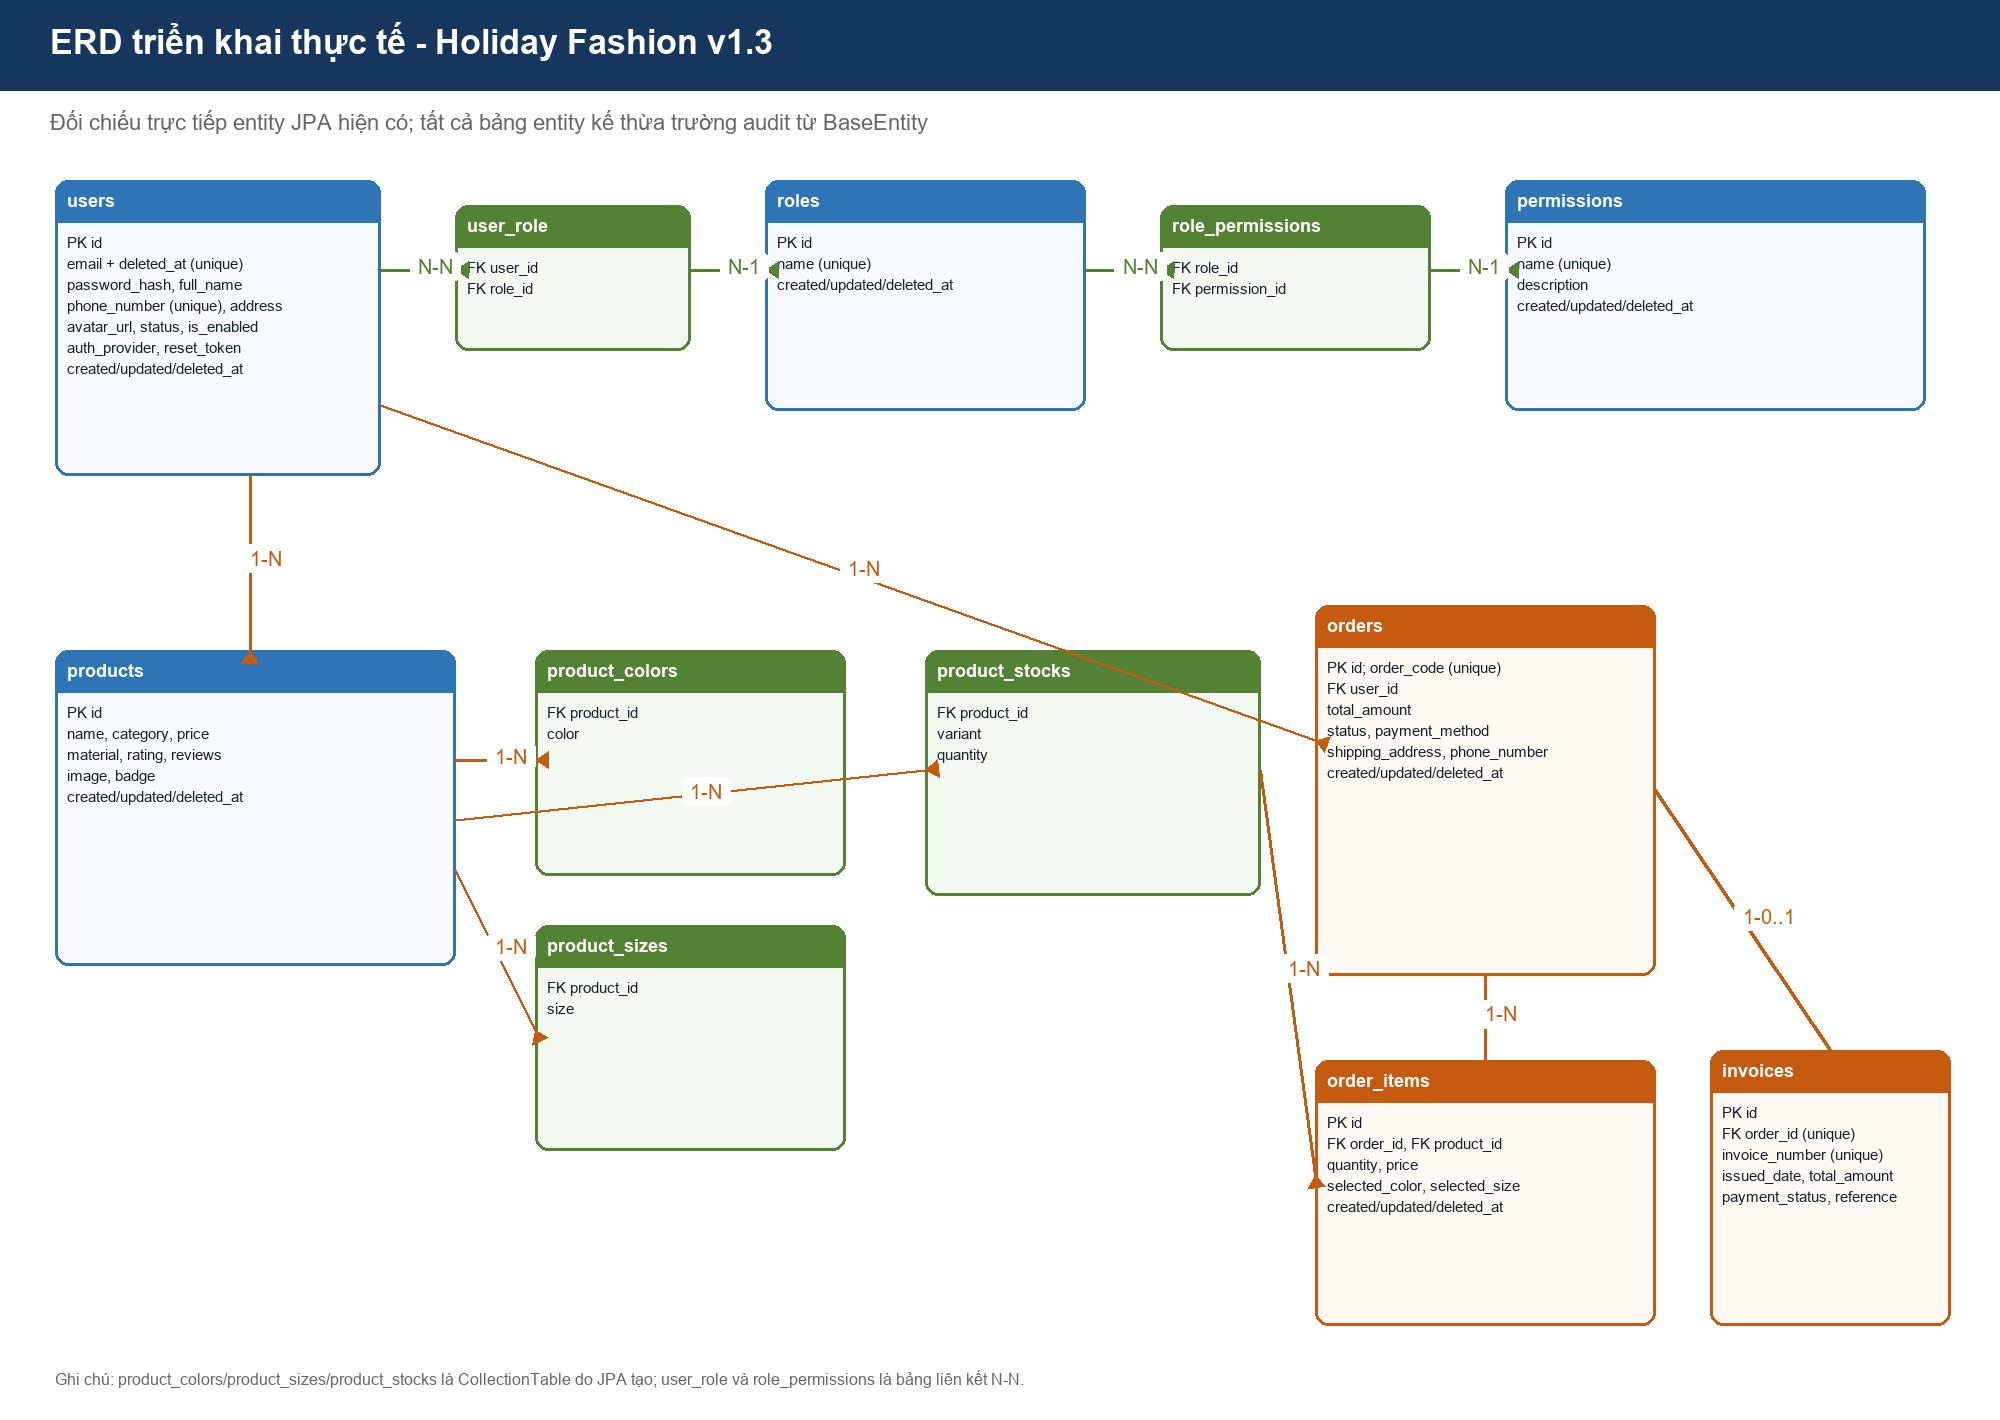 ERD triển khai thực tế - Holiday Fashion v1.3
Đối chiếu trực tiếp entity JPA hiện có; tất cả bảng entity kế thừa trường audit từ BaseEntity
users
PK id
email + deleted_at (unique)
password_hash, full_name
phone_number (unique), address
avatar_url, status, is_enabled
auth_provider, reset_token
created/updated/deleted_at
N-N
user_role
FK user_id
FK role_id
N-1
roles
PK id
name (unique)
created/updated/deleted_at
N-N
role_permissions
FK role_id
FK permission_id
N-1
permissions
PK id
name (unique)
description
created/updated/deleted_at
1-N
1-N
products
PK id
name, category, price
material, rating, reviews
image, badge
created/updated/deleted_at
1-N
product_colors
FK product_id
color
1-N
product_stocks
FK product_id
variant
quantity
orders
PK id; order_code (unique)
FK user_id
total_amount
status, payment_method
shipping_address, phone_number
created/updated/deleted_at
1-N
product_sizes
FK product_id
size
1-N
1-N
1-0..1
order_items
PK id
FK order_id, FK product_id
quantity, price
selected_color, selected_size
created/updated/deleted_at
invoices
PK id
FK order_id (unique)
invoice_number (unique)
issued_date, total_amount
payment_status, reference
Ghi chú: product_colors/product_sizes/product_stocks là CollectionTable do JPA tạo; user_role và role_permissions là bảng liên kết N-N.